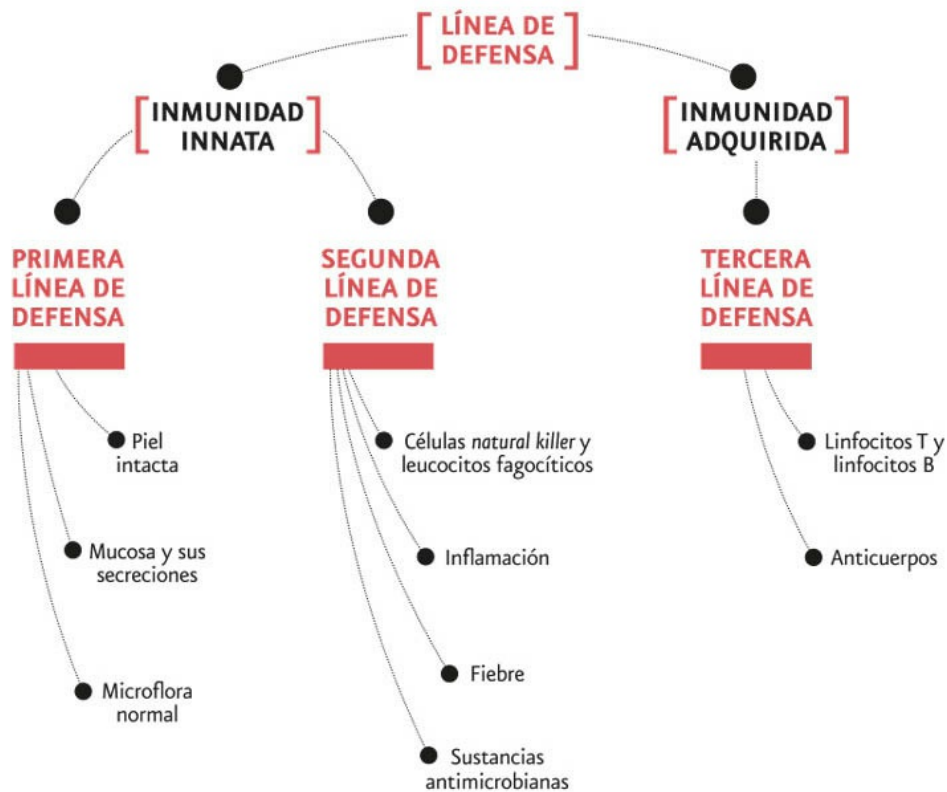 LÍNEA DE
DEFENSA
INMUNIDAD
INNATA
INMUNIDAD
ADQUIRIDA
PRIMERA
LÍNEA DE
DEFENSA
SEGUNDA
LÍNEA DE
DEFENSA
TERCERA
LÍNEA DE
DEFENSA
Piel
intacta
Mucosa y sus
secreciones
Microflora
normal
Células natural killer y
leucocitos fagocíticos
Inflamación
Fiebre
Sustancias
antimicrobianas
Linfocitos T y
linfocitos B
Anticuerpos